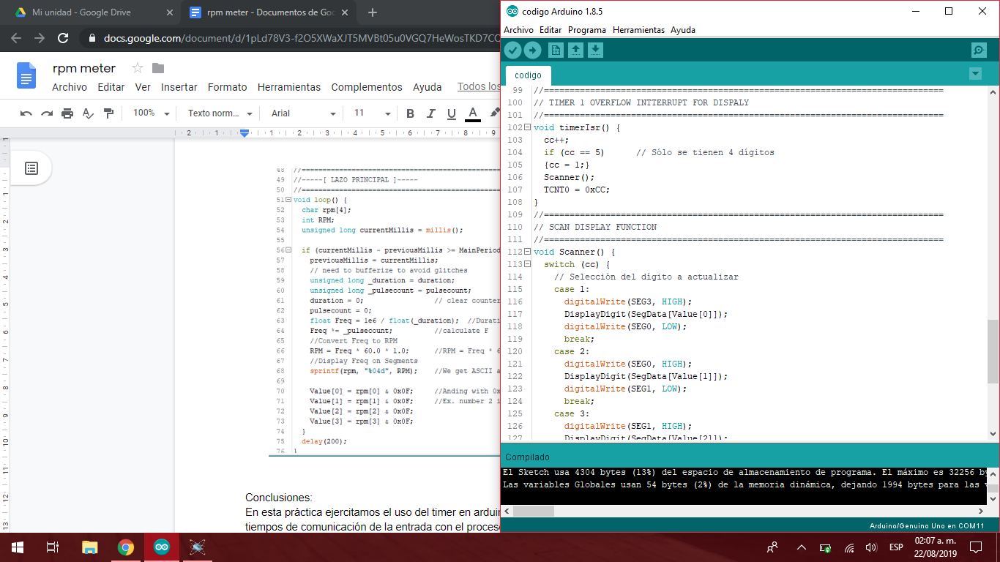 Mi unidad - Google Drive
rpm meter - Documentos de Goo
docs.google.com/document/d/1pLd78V3-f2O5XWaXJT5MVBt05u0VGQ7HeWosTKD7CC
rpm meter
Archivo Editar Ver Insertar Formato Herramientas Complementos Ayuda Todos los
100% Texto norm... Arial 11 B I U A
2 1 1 2 3 4 5 6 7 8 9
48 //==================================================
49 //-----[ LAZO PRINCIPAL ]-----
50 //==================================================
51 void loop() {
52 char rpm[4];
53 int RPM;
54 unsigned long currentMillis = millis();
55
56 if (currentMillis - previousMillis >= MainPeriod
57 previousMillis = currentMillis;
58 // need to bufferize to avoid glitches
59 unsigned long _duration = duration;
60 unsigned long _pulsecount = pulsecount;
61 duration = 0; // clear counter
62 pulsecount = 0;
63 float Freq = 1e6 / float(_duration); //Durati
64 Freq *= _pulsecount; //calculate F
65 //Convert Freq to RPM
66 RPM = Freq * 60.0 * 1.0; //RPM = Freq * 6
67 //Display Freq on Segments
68 sprintf(rpm, "%04d", RPM); //We get ASCII a
69
70 Value[0] = rpm[0] & 0x0F; //Anding with 0x
71 Value[1] = rpm[1] & 0x0F; //Ex. number 2 i
72 Value[2] = rpm[2] & 0x0F;
73 Value[3] = rpm[3] & 0x0F;
74 }
75 delay(200);
76 }
Conclusiones:
En esta práctica ejercitamos el uso del timer en arduin
tiempos de comunicación de la entrada con el proces
codigo Arduino 1.8.5
Archivo Editar Programa Herramientas Ayuda
codigo
99 //==============================================================================
100 // TIMER 1 OVERFLOW INTTERRUPT FOR DISPALY
101 //==============================================================================
102 void timerIsr() {
103 cc++;
104 if (cc == 5) // Sólo se tienen 4 dígitos
105 {cc = 1;}
106 Scanner();
107 TCNT0 = 0xCC;
108 }
109 //==============================================================================
110 // SCAN DISPLAY FUNCTION
111 //==============================================================================
112 void Scanner() {
113 switch (cc) {
114 // Selección del dígito a actualizar
115 case 1:
116 digitalWrite(SEG3, HIGH);
117 DisplayDigit(SegData[Value[0]]);
118 digitalWrite(SEG0, LOW);
119 break;
120 case 2:
121 digitalWrite(SEG0, HIGH);
122 DisplayDigit(SegData[Value[1]]);
123 digitalWrite(SEG1, LOW);
124 break;
125 case 3:
126 digitalWrite(SEG1, HIGH);
127 DisplayDigit(SegData[Value[2]]);
Compilado
El Sketch usa 4304 bytes (13%) del espacio de almacenamiento de programa. El máximo es 32256 by
Las variables Globales usan 54 bytes (2%) de la memoria dinámica, dejando 1994 bytes para las v
Arduino/Genuino Uno en COM11
ESP
02:07 a. m.
22/08/2019